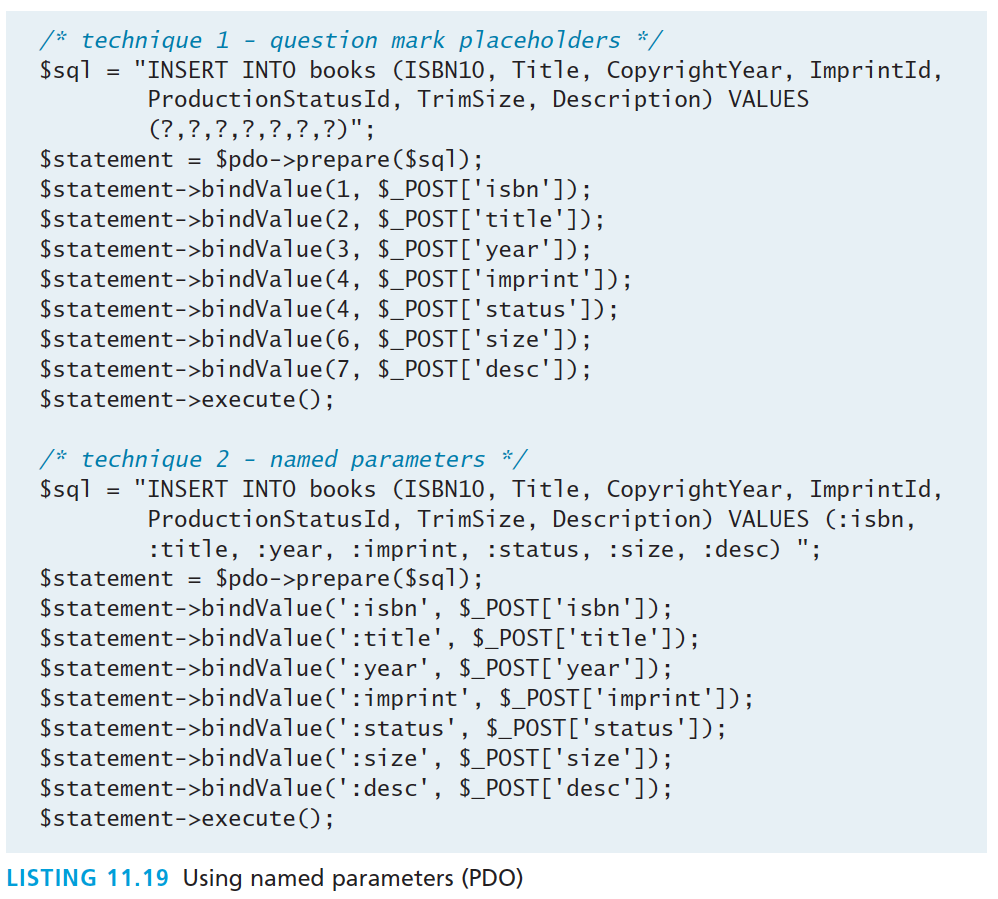 /* technique 1 – question mark placeholders */
$sql = "INSERT INTO books (ISBN10, Title, CopyrightYear, ImprintId,
ProductionStatusId, TrimSize, Description) VALUES
(?,?,?,?,?,?,?)";
$statement = $pdo->prepare($sql);
$statement->bindValue(1, $_POST['isbn']);
$statement->bindValue(2, $_POST['title']);
$statement->bindValue(3, $_POST['year']);
$statement->bindValue(4, $_POST['imprint']);
$statement->bindValue(4, $_POST['status']);
$statement->bindValue(6, $_POST['size']);
$statement->bindValue(7, $_POST['desc']);
$statement->execute();
/* technique 2 – named parameters */
$sql = "INSERT INTO books (ISBN10, Title, CopyrightYear, ImprintId,
ProductionStatusId, TrimSize, Description) VALUES (:isbn,
:title, :year, :imprint, :status, :size, :desc) ";
$statement = $pdo->prepare($sql);
$statement->bindValue(':isbn', $_POST['isbn']);
$statement->bindValue(':title', $_POST['title']);
$statement->bindValue(':year', $_POST['year']);
$statement->bindValue(':imprint', $_POST['imprint']);
$statement->bindValue(':status', $_POST['status']);
$statement->bindValue(':size', $_POST['size']);
$statement->bindValue(':desc', $_POST['desc']);
$statement->execute();
LISTING 11.19 Using named parameters (PDO)